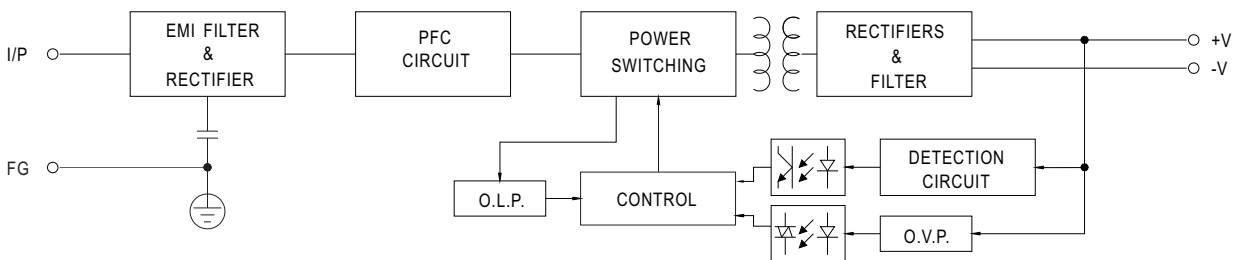 I/P
EMI FILTER
&
RECTIFIER
PFC
CIRCUIT
POWER
SWITCHING
RECTIFIERS
&
FILTER
+V
-V
FG
O.L.P.
CONTROL
DETECTION
CIRCUIT
O.V.P.